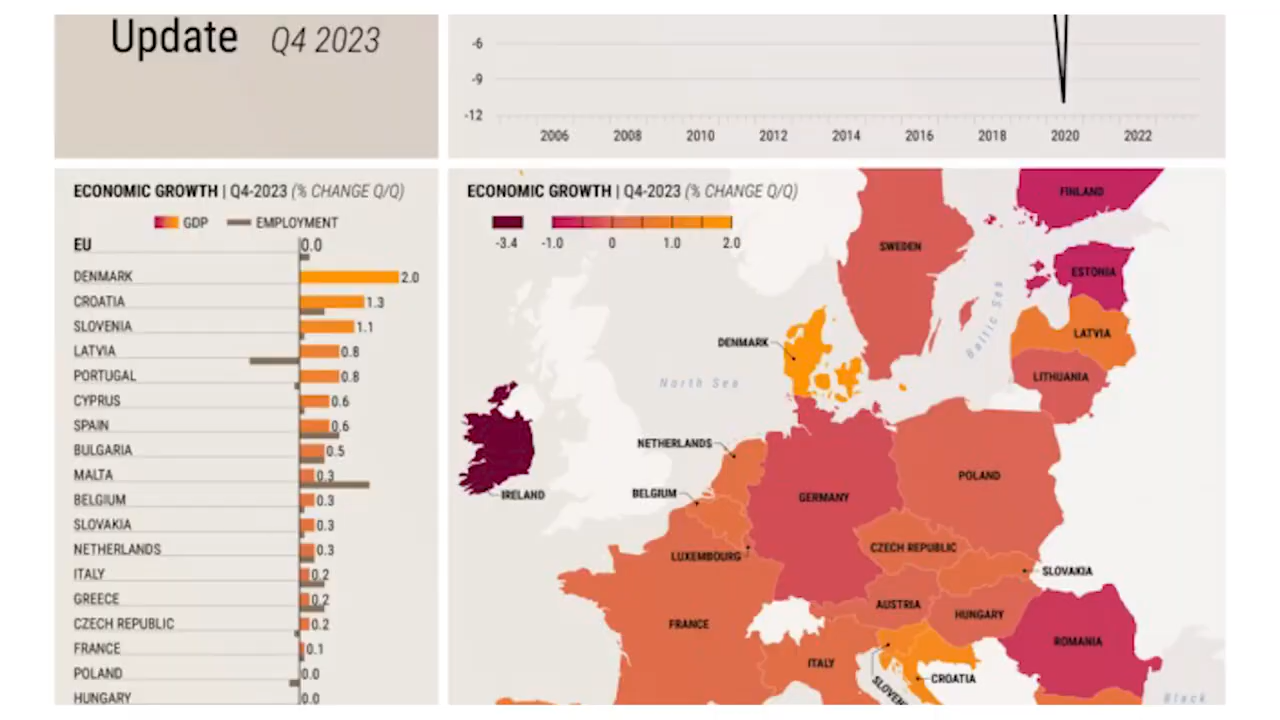 Update Q4 2023
-6
-9
-12
2006 2008 2010 2012 2014 2016 2018 2020 2022
ECONOMIC GROWTH | Q4-2023 (% CHANGE Q/Q)
GDP EMPLOYMENT
EU 0.0
DENMARK 2.0
CROATIA 1.3
SLOVENIA 1.1
LATVIA 0.8
PORTUGAL 0.8
CYPRUS 0.6
SPAIN 0.6
BULGARIA 0.5
MALTA 0.3
BELGIUM 0.3
SLOVAKIA 0.3
NETHERLANDS 0.3
ITALY 0.2
GREECE 0.2
CZECH REPUBLIC 0.2
FRANCE 0.1
POLAND 0.0
HUNGARY 0.0
ECONOMIC GROWTH | Q4-2023 (% CHANGE Q/Q)
-3.4 -1.0 0 1.0 2.0
FINLAND
SWEDEN
ESTONIA
Baltic Sea
LATVIA
DENMARK
LITHUANIA
North Sea
NETHERLANDS
POLAND
BELGIUM
IRELAND
GERMANY
CZECH REPUBLIC
LUXEMBOURG
SLOVAKIA
AUSTRIA
HUNGARY
FRANCE
ROMANIA
ITALY
CROATIA
SLOVEN
Black